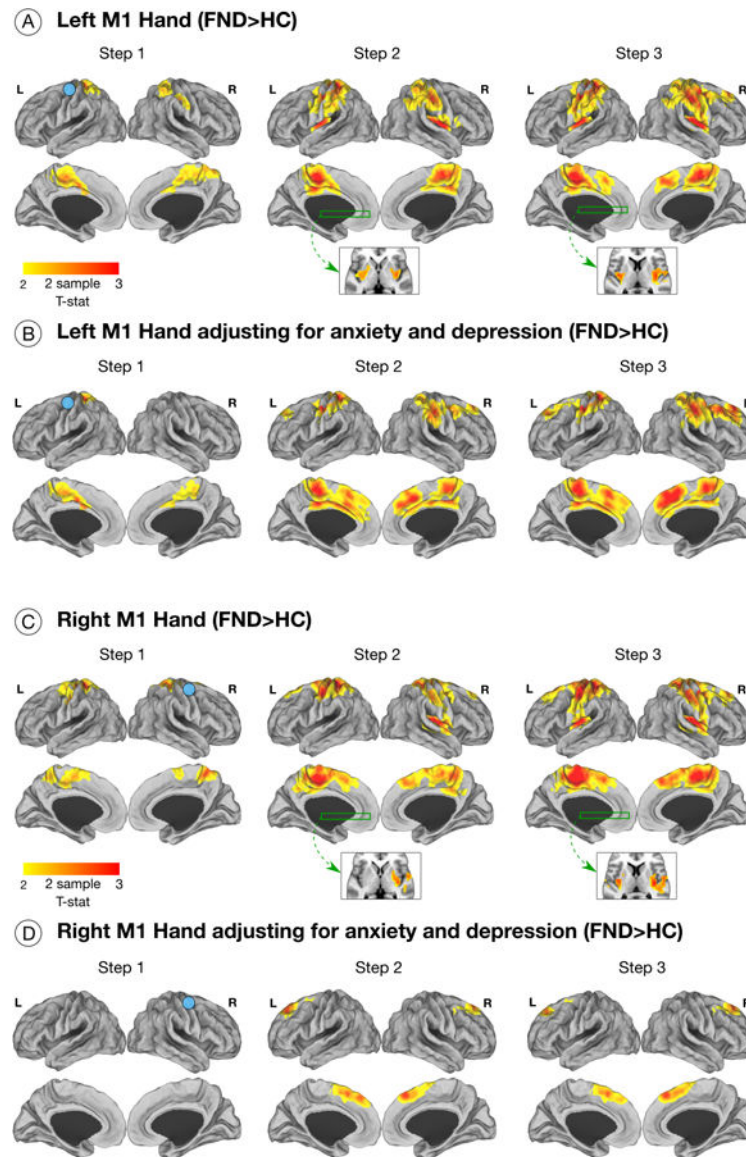 A Left M1 Hand (FND>HC)
Step 1 Step 2 Step 3
L R L R L R
2 2 sample 3
T-stat
B Left M1 Hand adjusting for anxiety and depression (FND>HC)
Step 1 Step 2 Step 3
L R L R L R
C Right M1 Hand (FND>HC)
Step 1 Step 2 Step 3
L R L R L R
2 2 sample 3
T-stat
D Right M1 Hand adjusting for anxiety and depression (FND>HC)
Step 1 Step 2 Step 3
L R L R L R